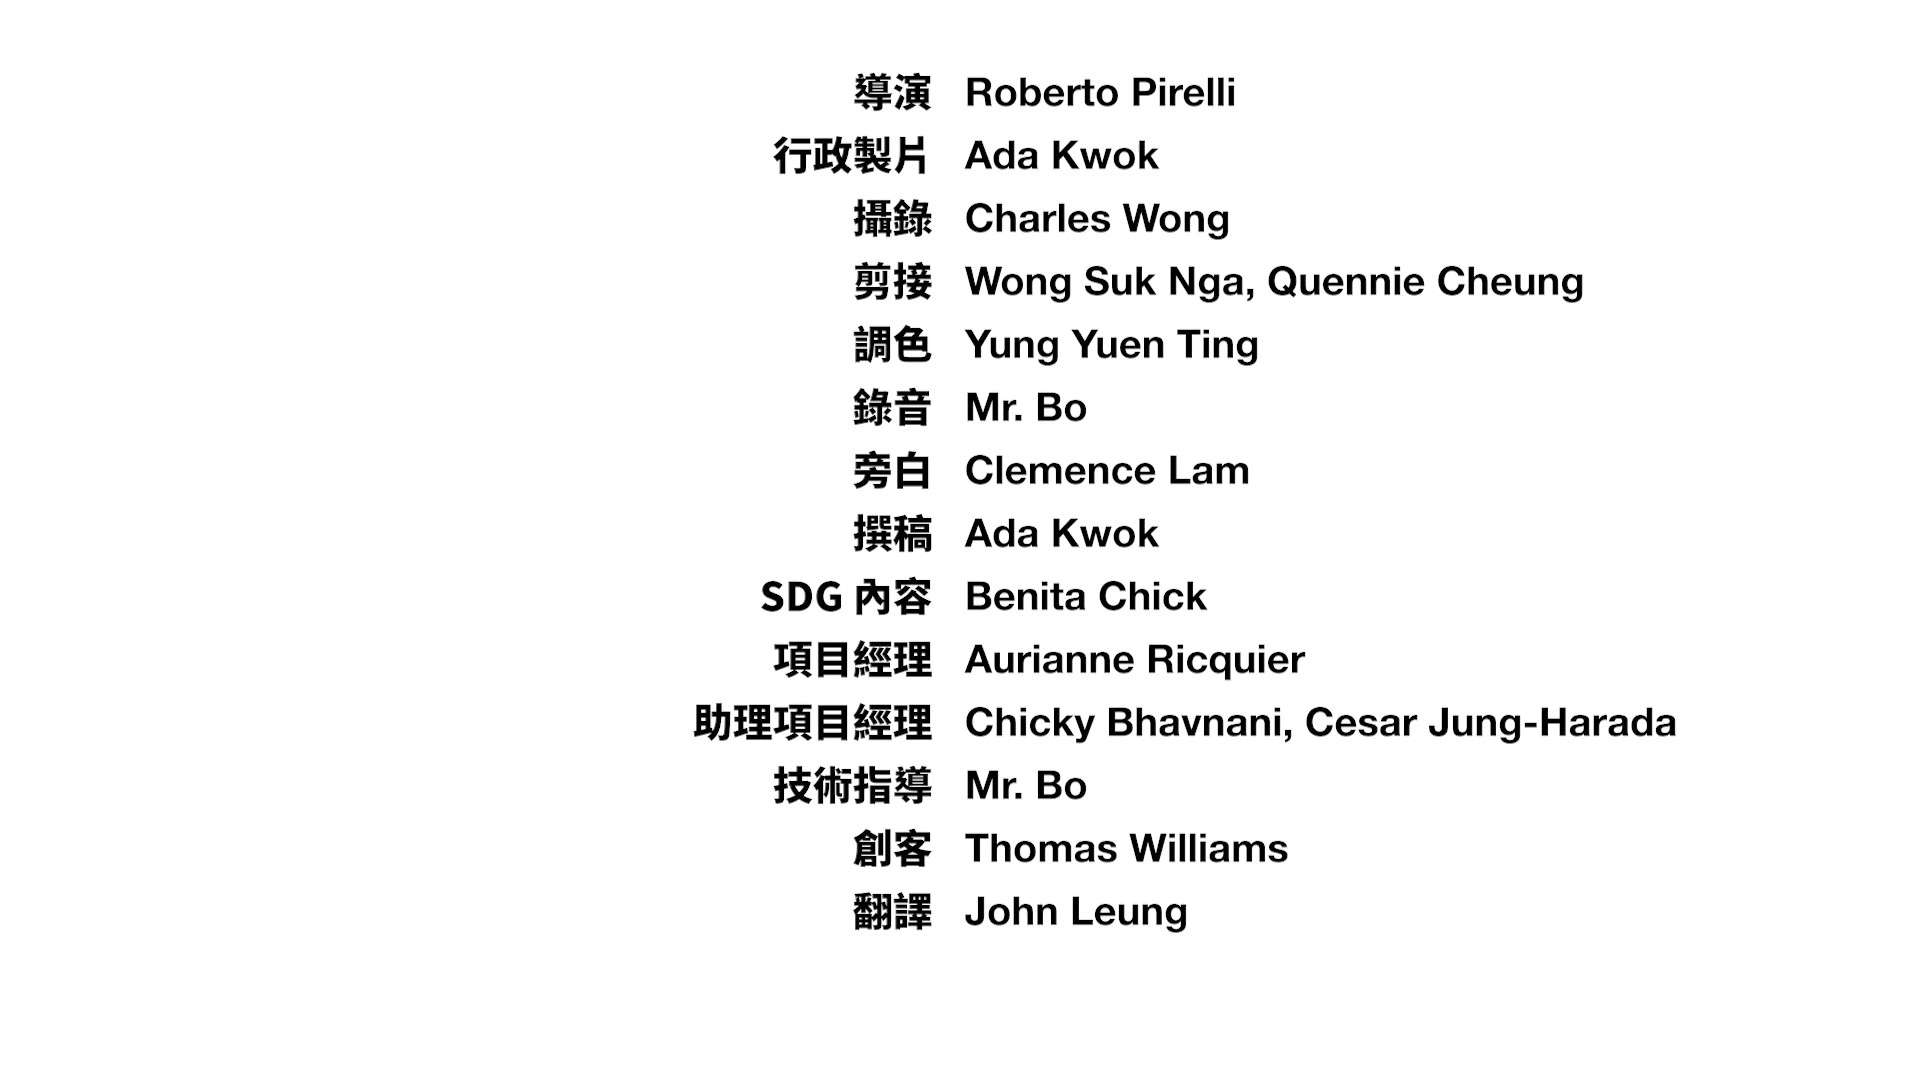 導演 Roberto Pirelli
行政製片 Ada Kwok
攝錄 Charles Wong
剪接 Wong Suk Nga, Quennie Cheung
調色 Yung Yuen Ting
錄音 Mr. Bo
旁白 Clemence Lam
撰稿 Ada Kwok
SDG 內容 Benita Chick
項目經理 Aurianne Ricquier
助理項目經理 Chicky Bhavnani, Cesar Jung-Harada
技術指導 Mr. Bo
創客 Thomas Williams
翻譯 John Leung